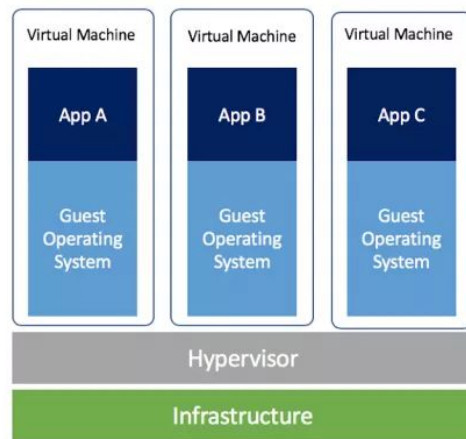 Virtual Machine
Virtual Machine
Virtual Machine
App A
App B
App C
Guest
Operating
System
Guest
Operating
System
Guest
Operating
System
Hypervisor
Infrastructure